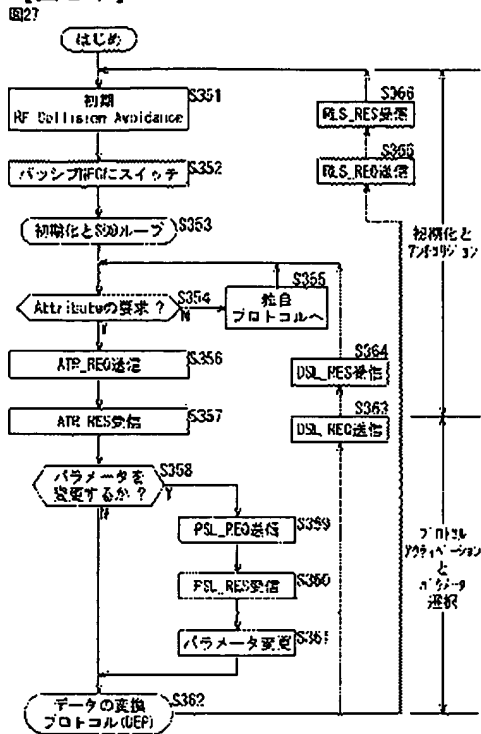 図27
はじめ
初期
RF Collision Avoidance
S351
パッシブNFCにスイッチ
S352
初期化とSDDループ
S353
Attributeの要求？
S354
Y
N
独自
プロトコルへ
S355
ATR_REQ送信
S356
ATR_RES受信
S357
パラメータを
変更するか？
S358
Y
N
PSL_REQ送信
S359
PSL_RES受信
S360
パラメータ変更
S361
データの変換
プロトコル(DEP)
S362
DSL_REQ送信
S363
DSL_RES受信
S364
RLS_REQ送信
RLS_RES受信
S366
初期化と
アンチコリジョン
プロトコル
アクティベーション
と
パラメータ
選択